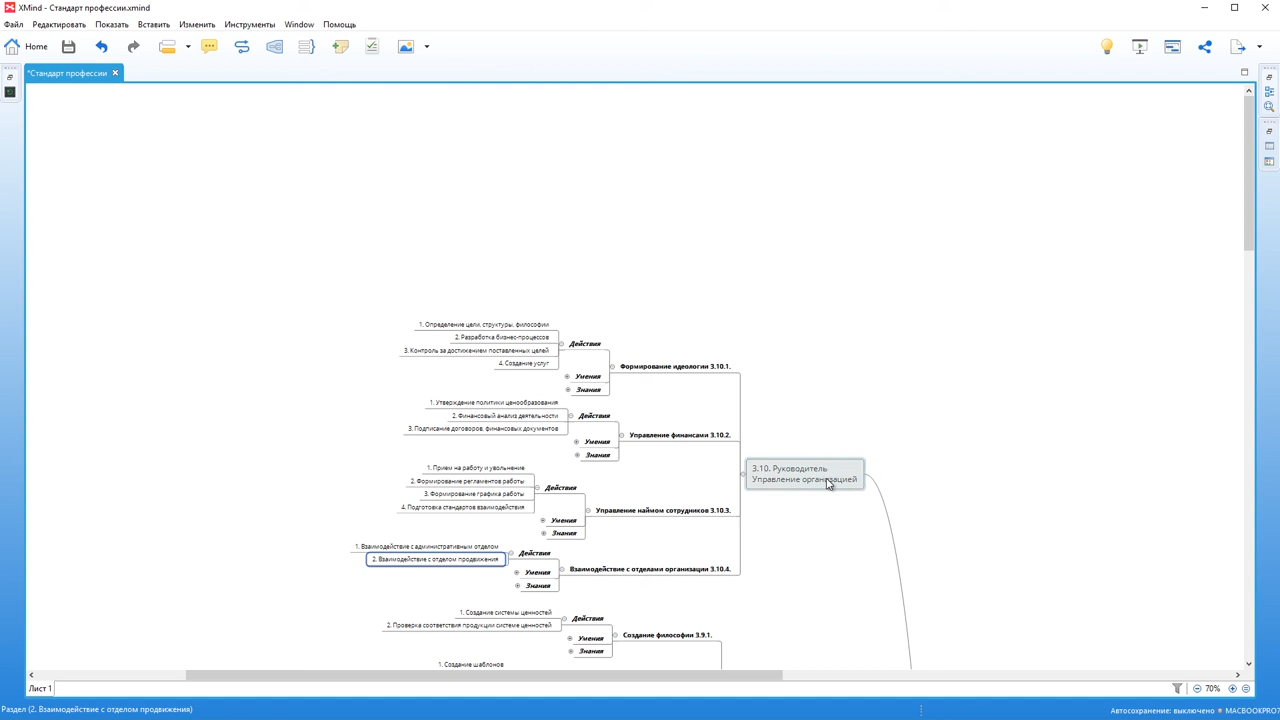 XMind - Стандарт профессии.xmind
Файл Редактировать Показать Вставить Изменить Инструменты Window Помощь
Home
*Стандарт профессии
1. Определение цели, структуры, философии
2. Разработка бизнес-процессов
3. Контроль за достижением поставленных целей
4. Создание услуг
Действия
Умения
Знания
Формирование идеологии 3.10.1.
1. Утверждение политики ценообразования
2. Финансовый анализ деятельности
3. Подписание договоров, финансовых документов
Действия
Умения
Знания
Управление финансами 3.10.2.
1. Прием на работу и увольнение
2. Формирование регламентов работы
3. Формирование графика работы
4. Подготовка стандартов взаимодействия
Действия
Умения
Знания
Управление наймом сотрудников 3.10.3.
1. Взаимодействие с административным отделом
2. Взаимодействие с отделом продвижения
Действия
Умения
Знания
Взаимодействие с отделами организации 3.10.4.
3.10. Руководитель
Управление организацией
1. Создание системы ценностей
2. Проверка соответствия продукции системе ценностей
Действия
Умения
Знания
Создание философии 3.9.1.
1. Создание шаблонов
Лист 1
70%
Раздел (2. Взаимодействие с отделом продвижения)
Автосохранение: выключено
MACBOOKPRO7